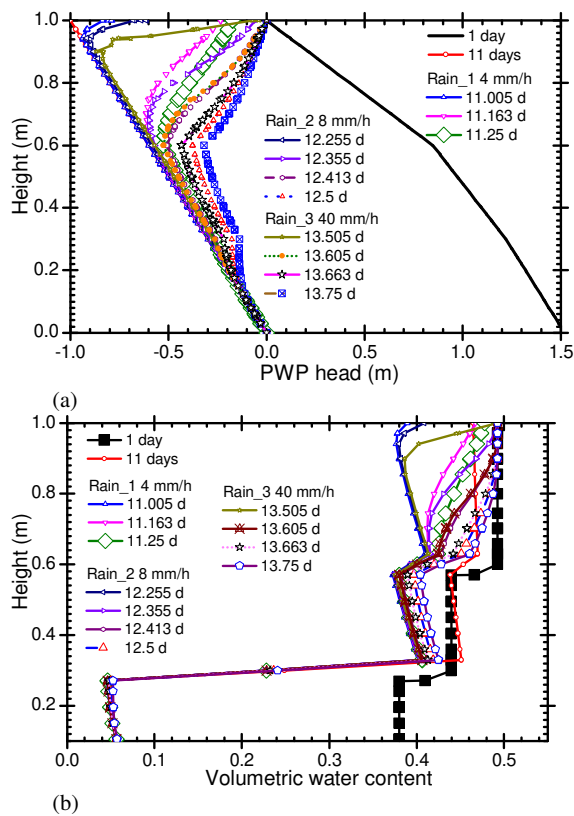 1.0
0.8
0.6
0.4
0.2
0.0
Height (m)
1 day
11 days
Rain_1 4 mm/h
11.005 d
11.163 d
11.25 d
Rain_2 8 mm/h
12.255 d
12.355 d
12.413 d
12.5 d
Rain_3 40 mm/h
13.505 d
13.605 d
13.663 d
13.75 d
-1.0 -0.5 0.0 0.5 1.0 1.5
PWP head (m)
(a)
1.0
0.8
0.6
0.4
0.2
Height (m)
1 day
11 days
Rain_1 4 mm/h
11.005 d
11.163 d
11.25 d
Rain_2 8 mm/h
12.255 d
12.355 d
12.413 d
12.5 d
Rain_3 40 mm/h
13.505 d
13.605 d
13.663 d
13.75 d
0.0 0.1 0.2 0.3 0.4 0.5
Volumetric water content
(b)